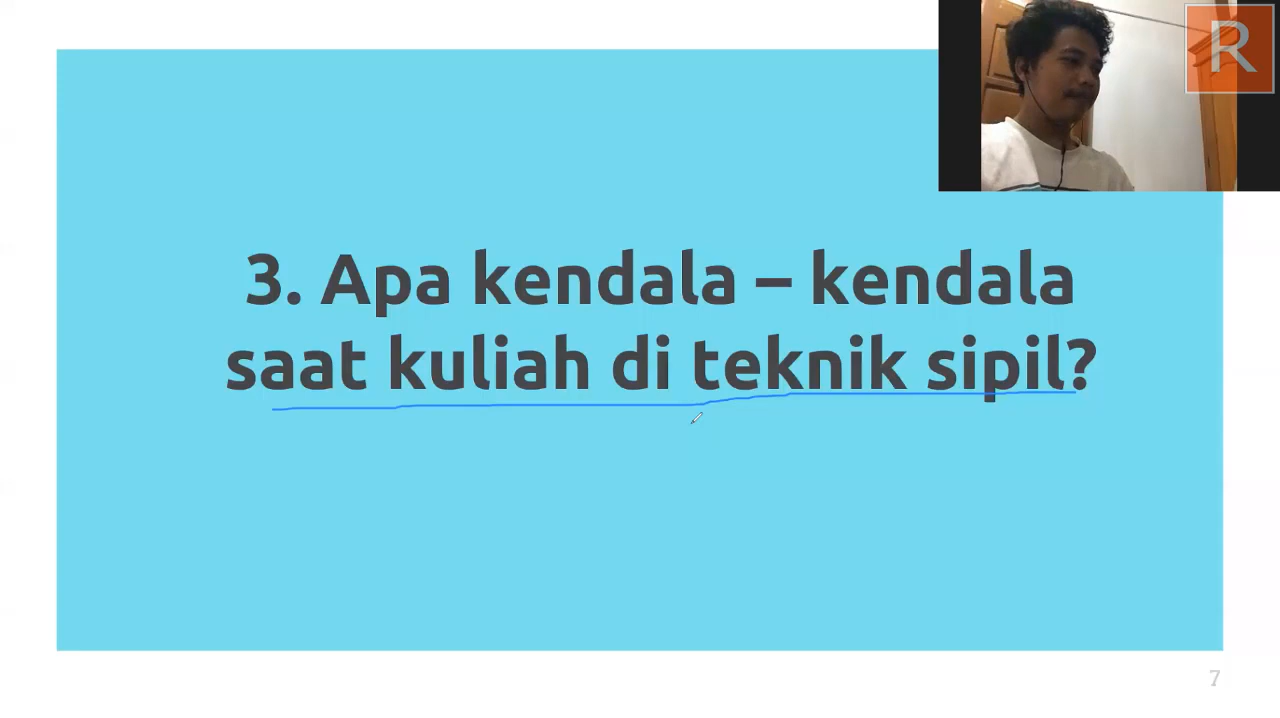 R
3. Apa kendala – kendala
saat kuliah di teknik sipil?
7